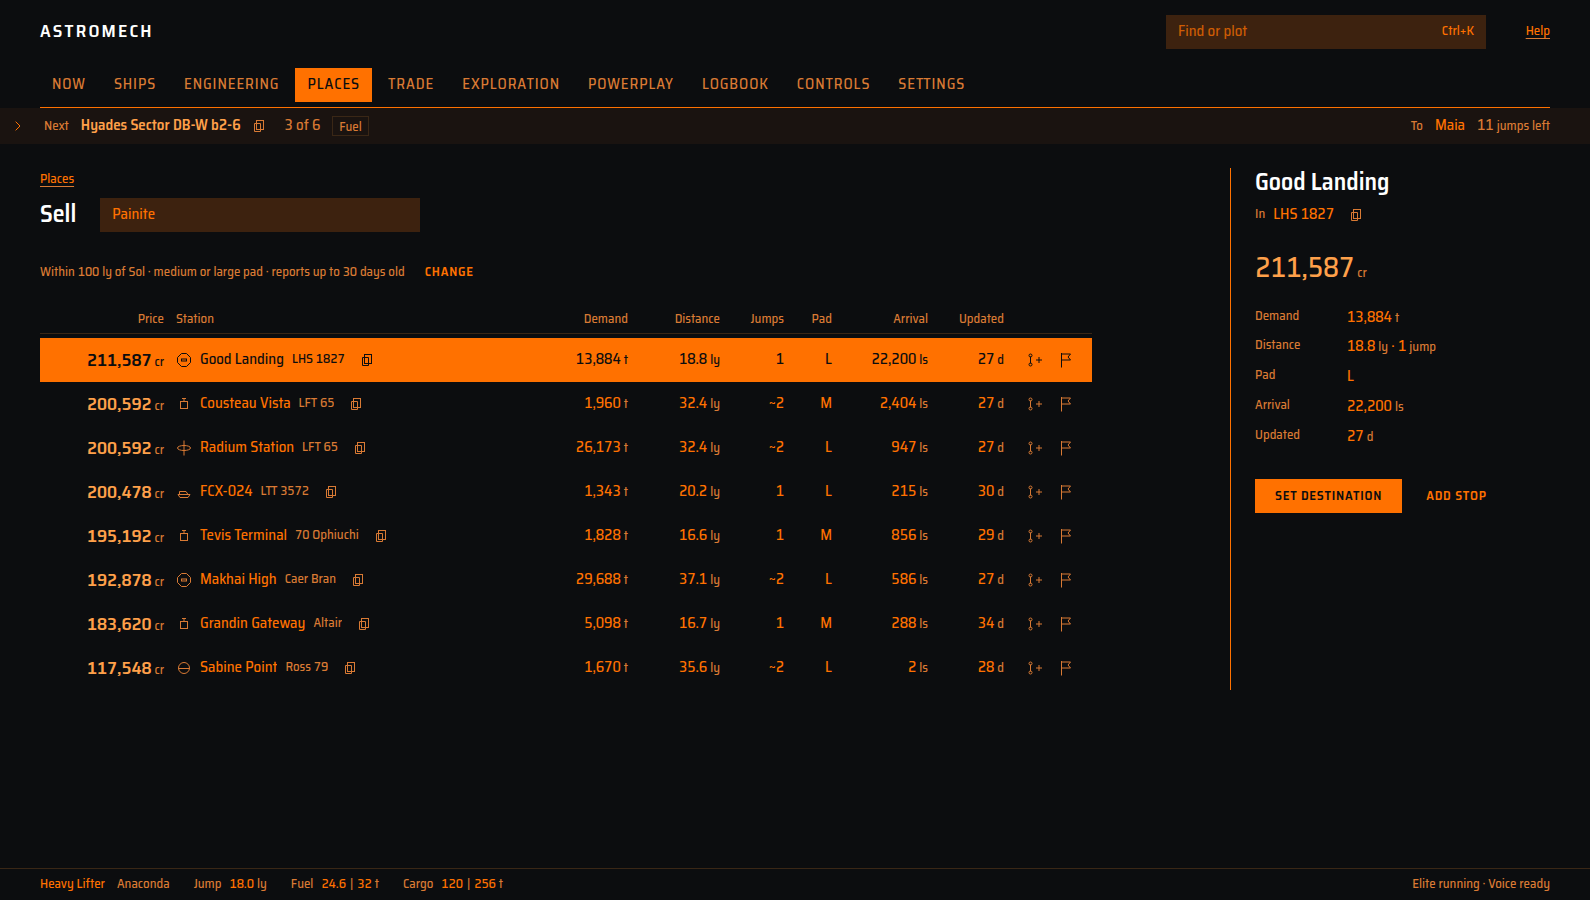 ASTROMECH
Find or plot Ctrl+K Help
NOW SHIPS ENGINEERING PLACES TRADE EXPLORATION POWERPLAY LOGBOOK CONTROLS SETTINGS
Next Hyades Sector DB-W b2-6 3 of 6 Fuel To Maia 11 jumps left
Places
Sell Painite
Within 100 ly of Sol · medium or large pad · reports up to 30 days old CHANGE
Price Station Demand Distance Jumps Pad Arrival Updated
211,587 cr Good Landing LHS 1827 13,884 t 18.8 ly 1 L 22,200 ls 27 d
200,592 cr Cousteau Vista LFT 65 1,960 t 32.4 ly ~2 M 2,404 ls 27 d
200,592 cr Radium Station LFT 65 26,173 t 32.4 ly ~2 L 947 ls 27 d
200,478 cr FCX-024 LTT 3572 1,343 t 20.2 ly 1 L 215 ls 30 d
195,192 cr Tevis Terminal 70 Ophiuchi 1,828 t 16.6 ly 1 M 856 ls 29 d
192,878 cr Makhai High Caer Bran 29,688 t 37.1 ly ~2 L 586 ls 27 d
183,620 cr Grandin Gateway Altair 5,098 t 16.7 ly 1 M 288 ls 34 d
117,548 cr Sabine Point Ross 79 1,670 t 35.6 ly ~2 L 2 ls 28 d
Good Landing
In LHS 1827
211,587 cr
Demand 13,884 t
Distance 18.8 ly · 1 jump
Pad L
Arrival 22,200 ls
Updated 27 d
SET DESTINATION ADD STOP
Heavy Lifter Anaconda Jump 18.0 ly Fuel 24.6 | 32 t Cargo 120 | 256 t Elite running · Voice ready